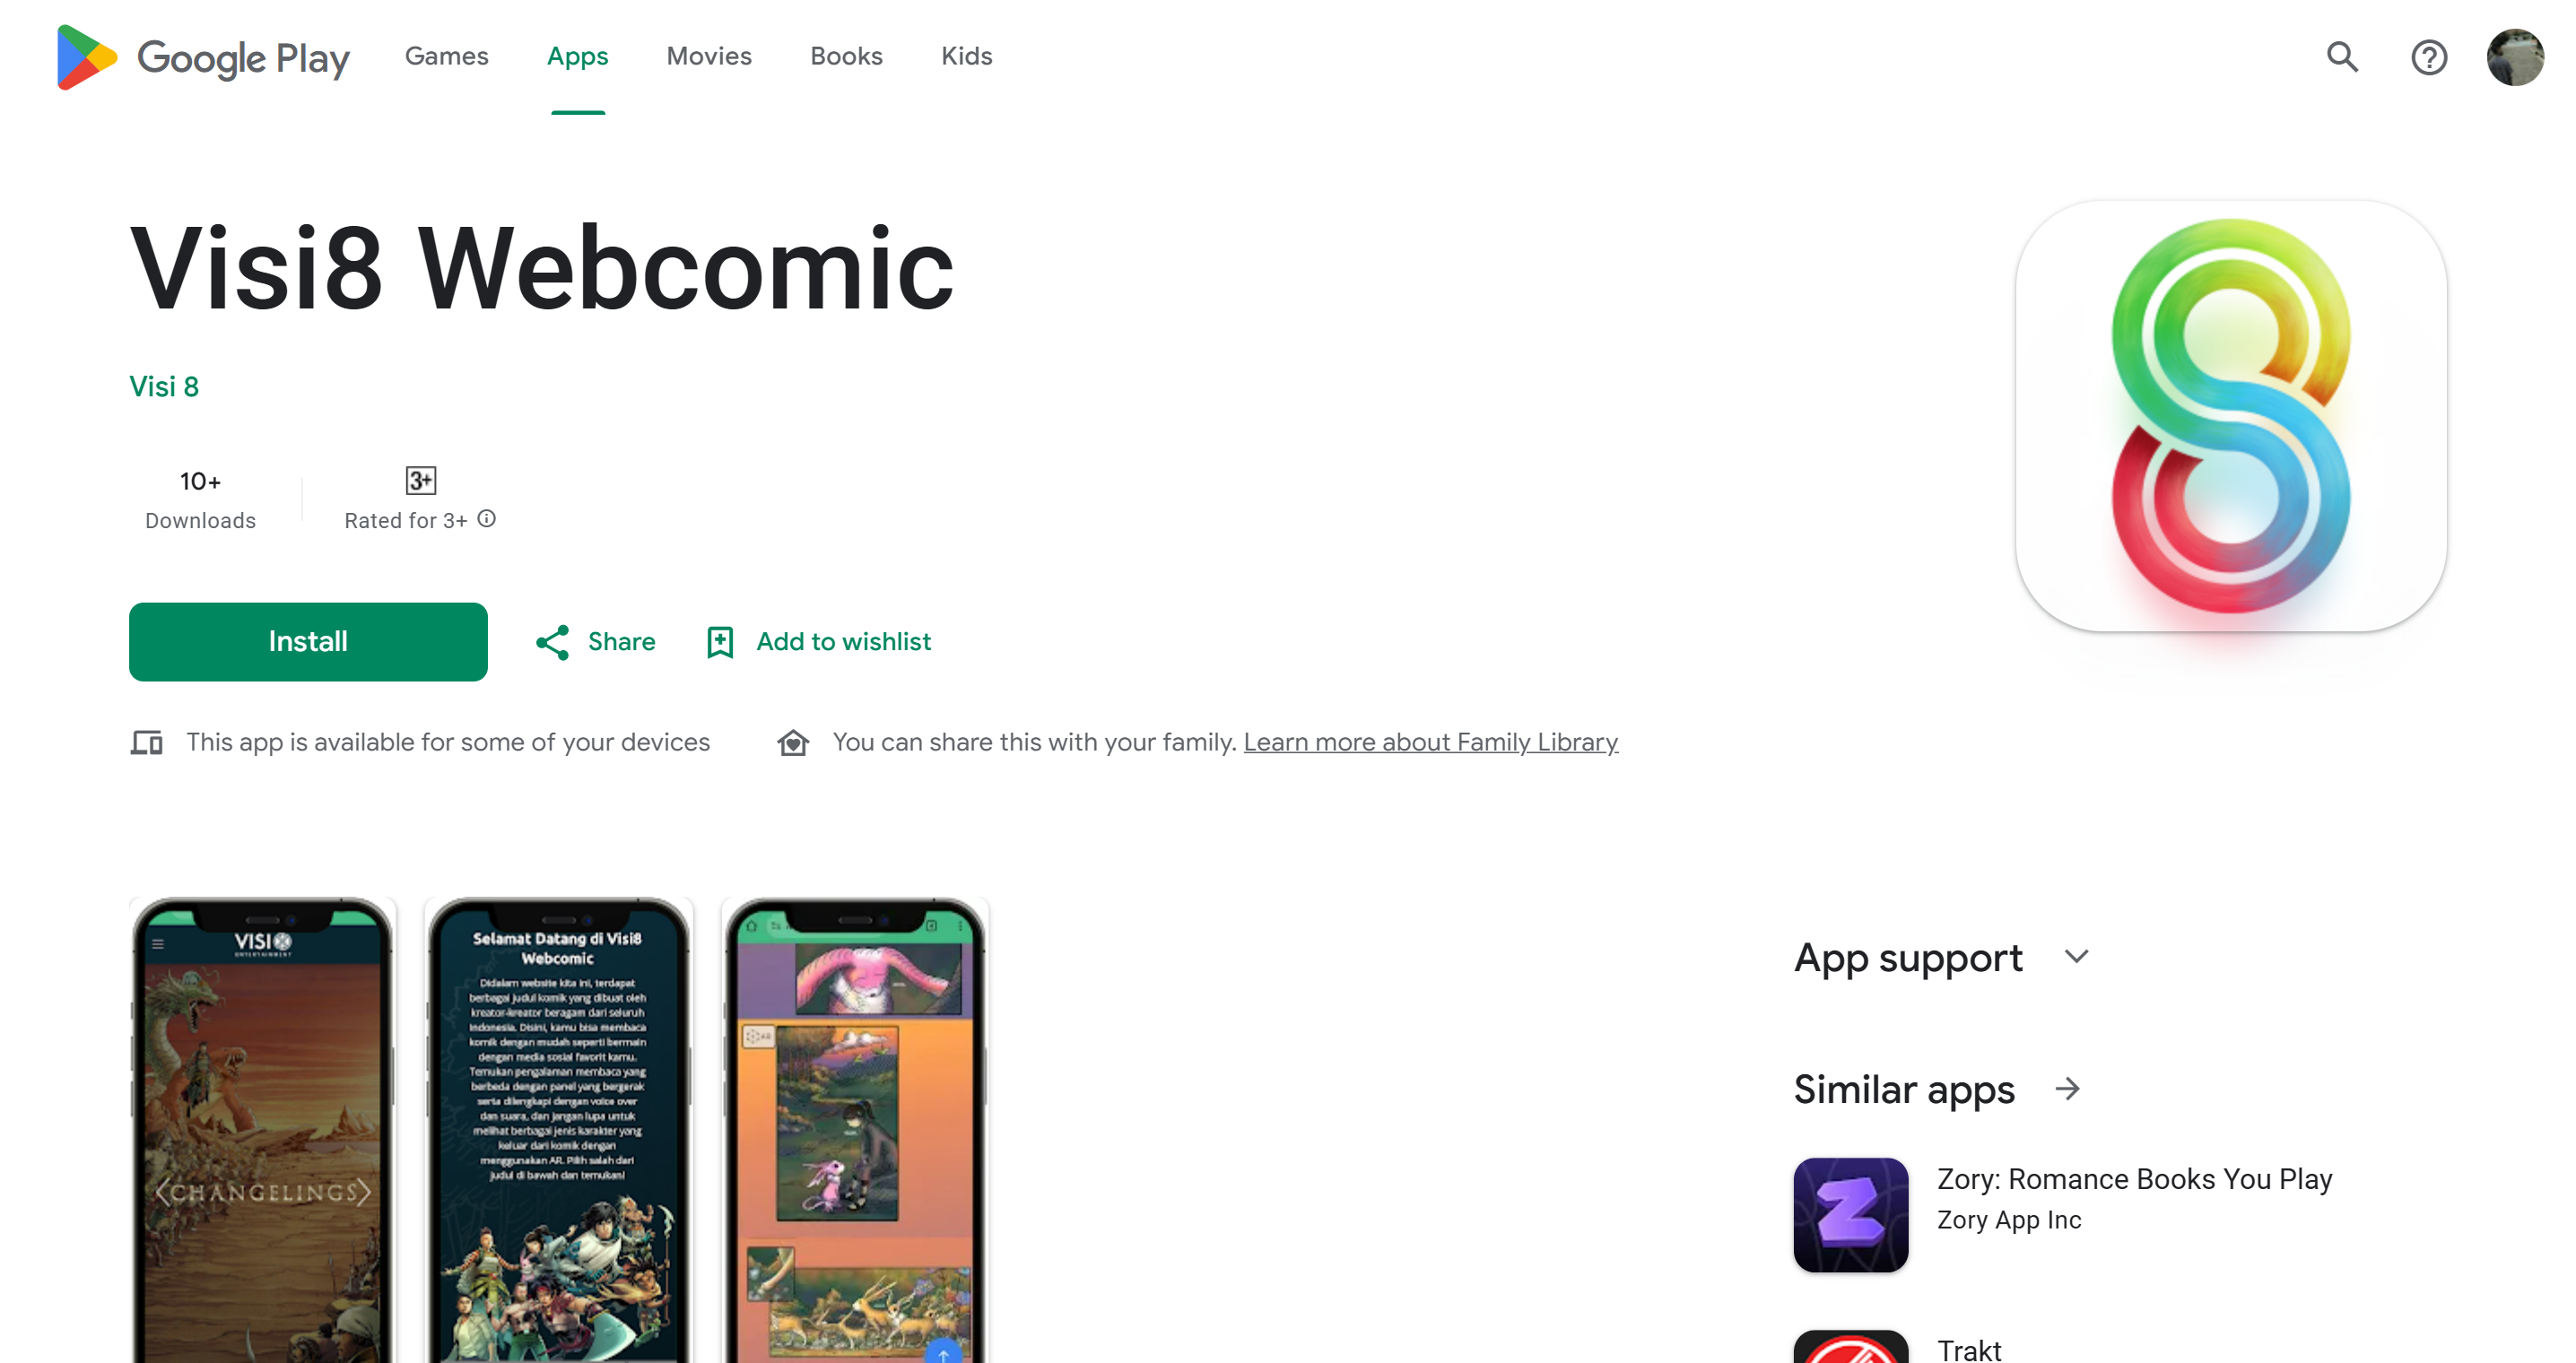 Google Play
Games
Apps
Movies
Books
Kids
Visi8 Webcomic
Visi 8
10+
Downloads
3+
Rated for 3+
Install
Share
Add to wishlist
This app is available for some of your devices
You can share this with your family. Learn more about Family Library
VISI8
ENTERTAINMENT
CHANGELINGS
Selamat Datang di Visi8
Webcomic
Didalam website kita ini, terdapat
berbagai judul komik yang dibuat oleh
kreator-kreator beragam dari seluruh
Indonesia. Disini, kamu bisa membaca
komik dengan mudah seperti bermain
dengan media sosial favorit kamu.
Temukan pengalaman membaca yang
berbeda dengan panel yang bergerak
serta dilengkapi dengan voice over
dan suara, dan jangan lupa untuk
melihat berbagai jenis karakter yang
keluar dari komik dengan
menggunakan AR. Pilih salah dari
judul di bawah dan temukan!
AR
App support
Similar apps
Zory: Romance Books You Play
Zory App Inc
Trakt